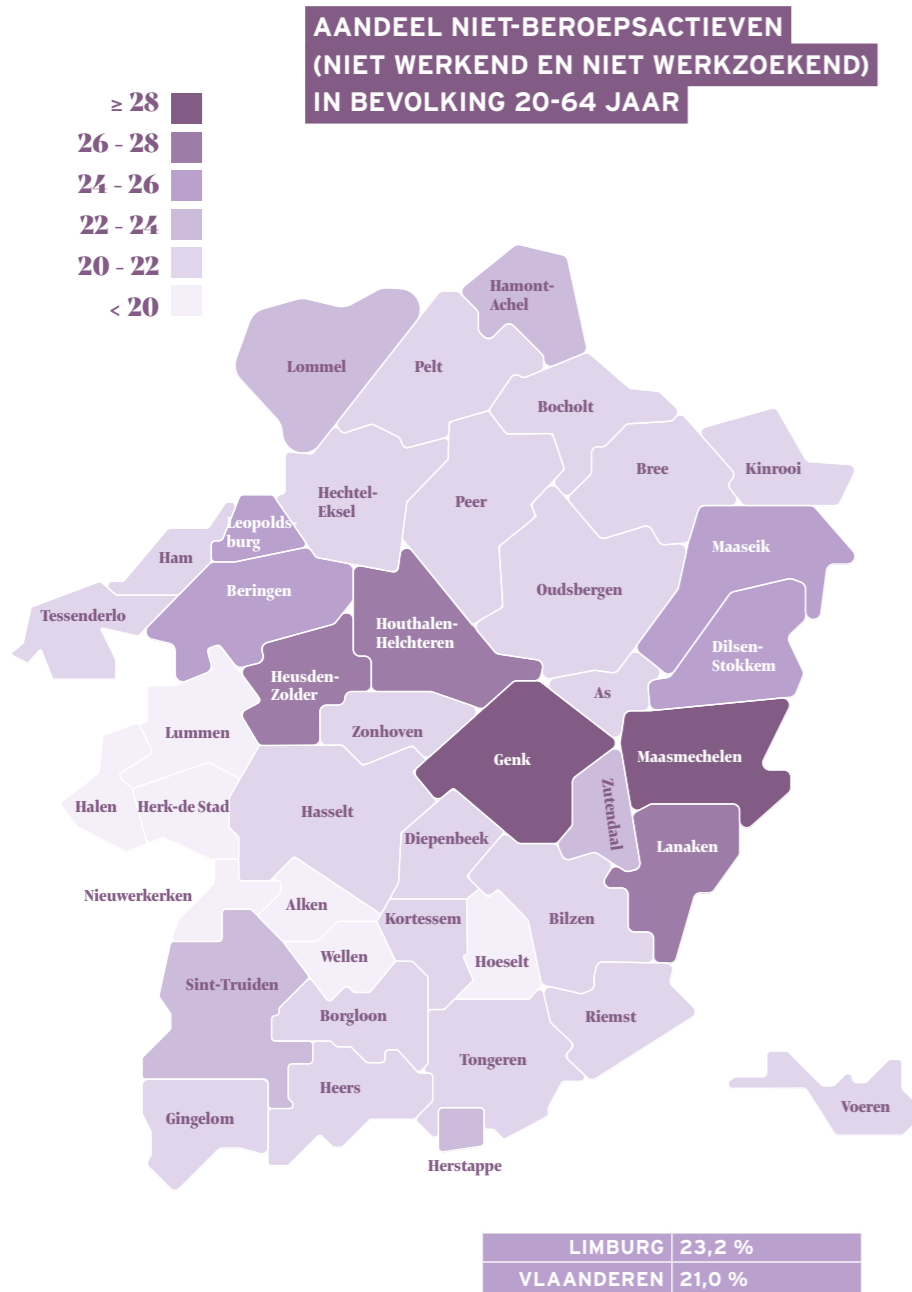 AANDEEL NIET-BEROEPSACTIEVEN
(NIET WERKEND EN NIET WERKZOEKEND)
IN BEVOLKING 20-64 JAAR
≥ 28
26 - 28
24 - 26
22 - 24
20 - 22
< 20
Hamont-
Achel
Lommel
Pelt
Bocholt
Bree
Kinrooi
Hechtel-
Eksel
Peer
Leopolds-
burg
Ham
Maaseik
Beringen
Oudsbergen
Tessenderlo
Houthalen-
Helchteren
Dilsen-
Stokkem
Heusden-
Zolder
As
Lummen
Zonhoven
Genk
Maasmechelen
Halen
Herk-de Stad
Hasselt
Zutendaal
Diepenbeek
Lanaken
Nieuwerkerken
Alken
Kortessem
Bilzen
Wellen
Hoeselt
Sint-Truiden
Borgloon
Riemst
Tongeren
Heers
Gingelom
Voeren
Herstappe
LIMBURG 23,2 %
VLAANDEREN 21,0 %